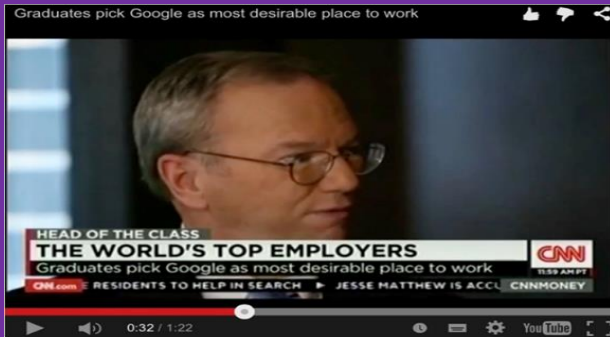 Graduates pick Google as most desirable place to work
HEAD OF THE CLASS
THE WORLD'S TOP EMPLOYERS
CNN
Graduates pick Google as most desirable place to work
11:59 AM PT
CNN.com E RESIDENTS TO HELP IN SEARCH ▶ JESSE MATTHEW IS ACCU CNNMONEY
0:32 / 1:22
YouTube